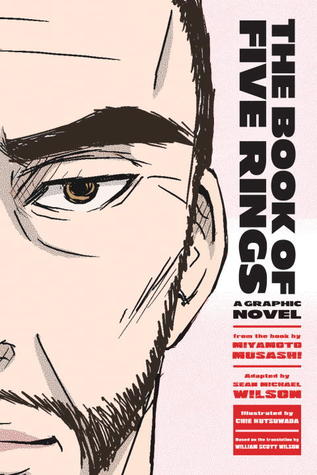 THE BOOK OF
FIVE RINGS
A GRAPHIC
NOVEL
from the book by
MIYAMOTO
MUSASHI
Adapted by
SEAN MICHAEL
WILSON
Illustrated by
CHIE KUTSUWADA
Based on the translation by
WILLIAM SCOTT WILSON